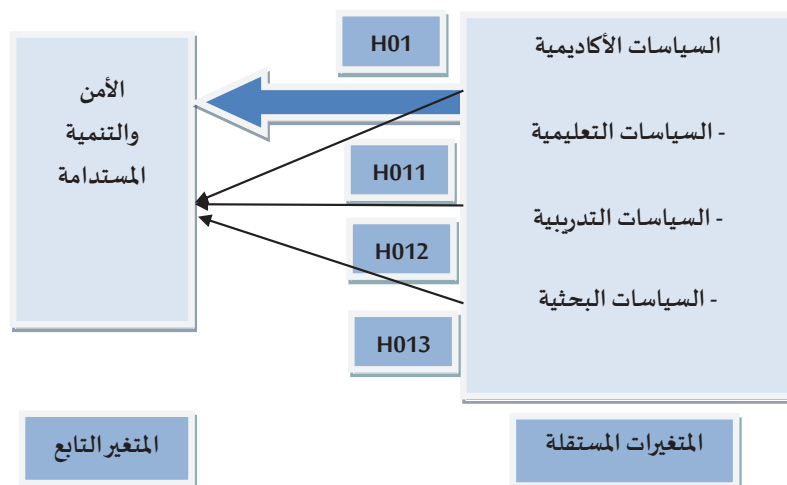 السياسات الأكاديمية
- السياسات التعليمية
- السياسات التدريبية
- السياسات البحثية
H01
H011
H012
H013
الأمن
والتنمية
المستدامة
المتغيرات المستقلة
المتغير التابع